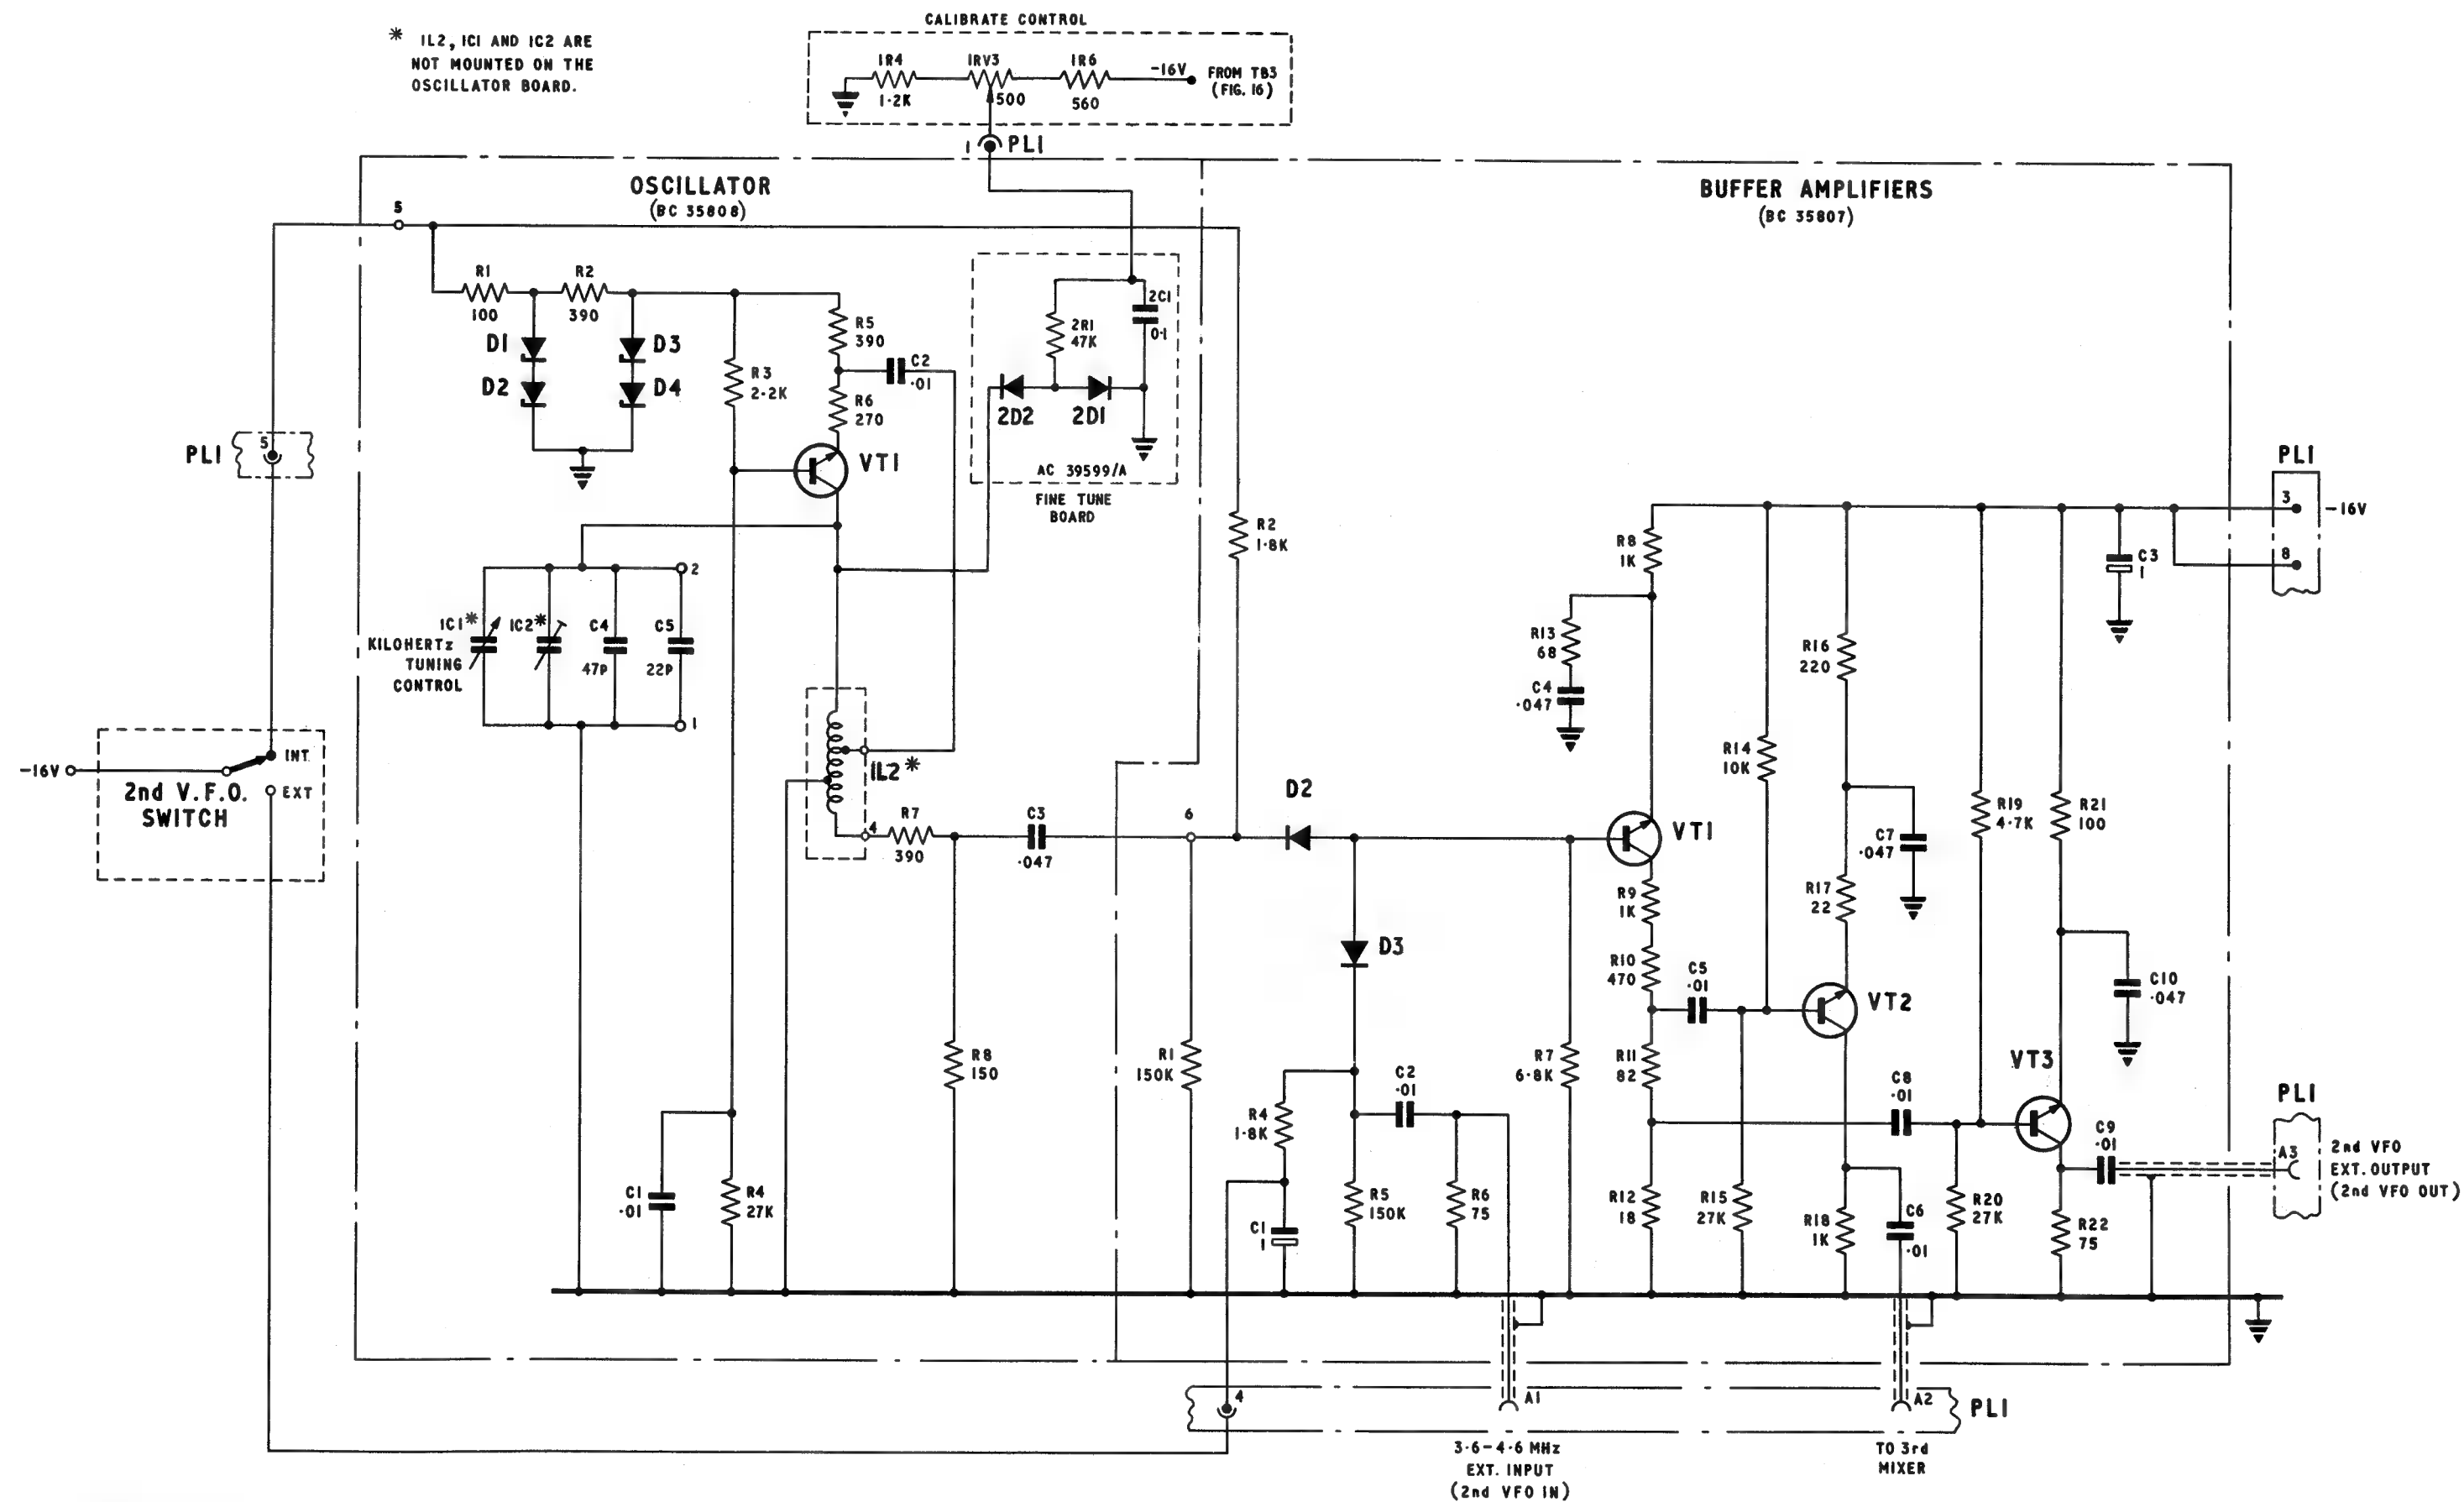 CALIBRATE CONTROL
* IL2, IC1 AND IC2 ARE
NOT MOUNTED ON THE
OSCILLATOR BOARD.
IR4
1·2K
IRV3
500
IR6
560
-16V
FROM TB3
(FIG. 16)
1
PL1
OSCILLATOR
(BC 35808)
BUFFER AMPLIFIERS
(BC 35807)
5
R1
100
R2
390
D1
D2
D3
D4
R3
2·2K
R5
390
C2
·01
R6
270
VT1
2C1
0·1
2R1
47K
2D2
2D1
AC 39599/A
FINE TUNE
BOARD
PL1
5
R2
1·8K
2
IC1*
KILOHERTZ
TUNING
CONTROL
IC2*
C4
47P
C5
22P
1
-16V
INT.
EXT
2nd V.F.O.
SWITCH
IL2*
4
R7
390
C3
·047
6
D2
D3
R8
1K
R13
68
C4
·047
R14
10K
R16
220
PL1
3
-16V
8
C3
1
VT1
R19
4·7K
R21
100
C7
·047
R9
1K
R17
22
R10
470
C5
·01
VT2
C10
·047
R8
150
R1
150K
R7
6·8K
R11
82
VT3
C2
·01
R4
1·8K
C8
·01
C9
·01
PL1
A3
2nd VFO
EXT. OUTPUT
(2nd VFO OUT)
C1
·01
R4
27K
C1
1
R5
150K
R6
75
R12
18
R15
27K
R18
1K
C6
·01
R20
27K
R22
75
4
A1
A2
PL1
3·6-4·6 MHz
EXT. INPUT
(2nd VFO IN)
TO 3rd
MIXER